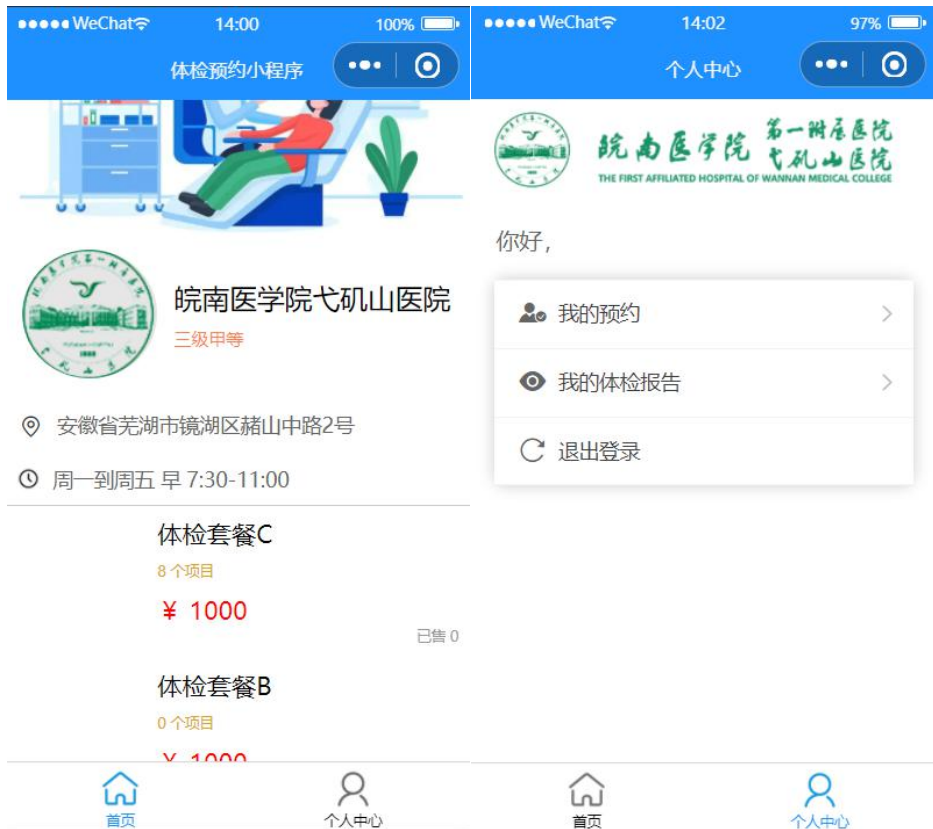 WeChat 14:00 100%
体检预约小程序
皖南医学院弋矶山医院
三级甲等
安徽省芜湖市镜湖区赭山中路2号
周一到周五 早 7:30-11:00
体检套餐C
8 个项目
¥ 1000
已售 0
体检套餐B
0 个项目
¥ 1000
首页
个人中心
WeChat 14:02 97%
个人中心
皖南医学院 第一附属医院
弋矶山医院
THE FIRST AFFILIATED HOSPITAL OF WANNAN MEDICAL COLLEGE
你好，
我的预约
我的体检报告
退出登录
首页
个人中心